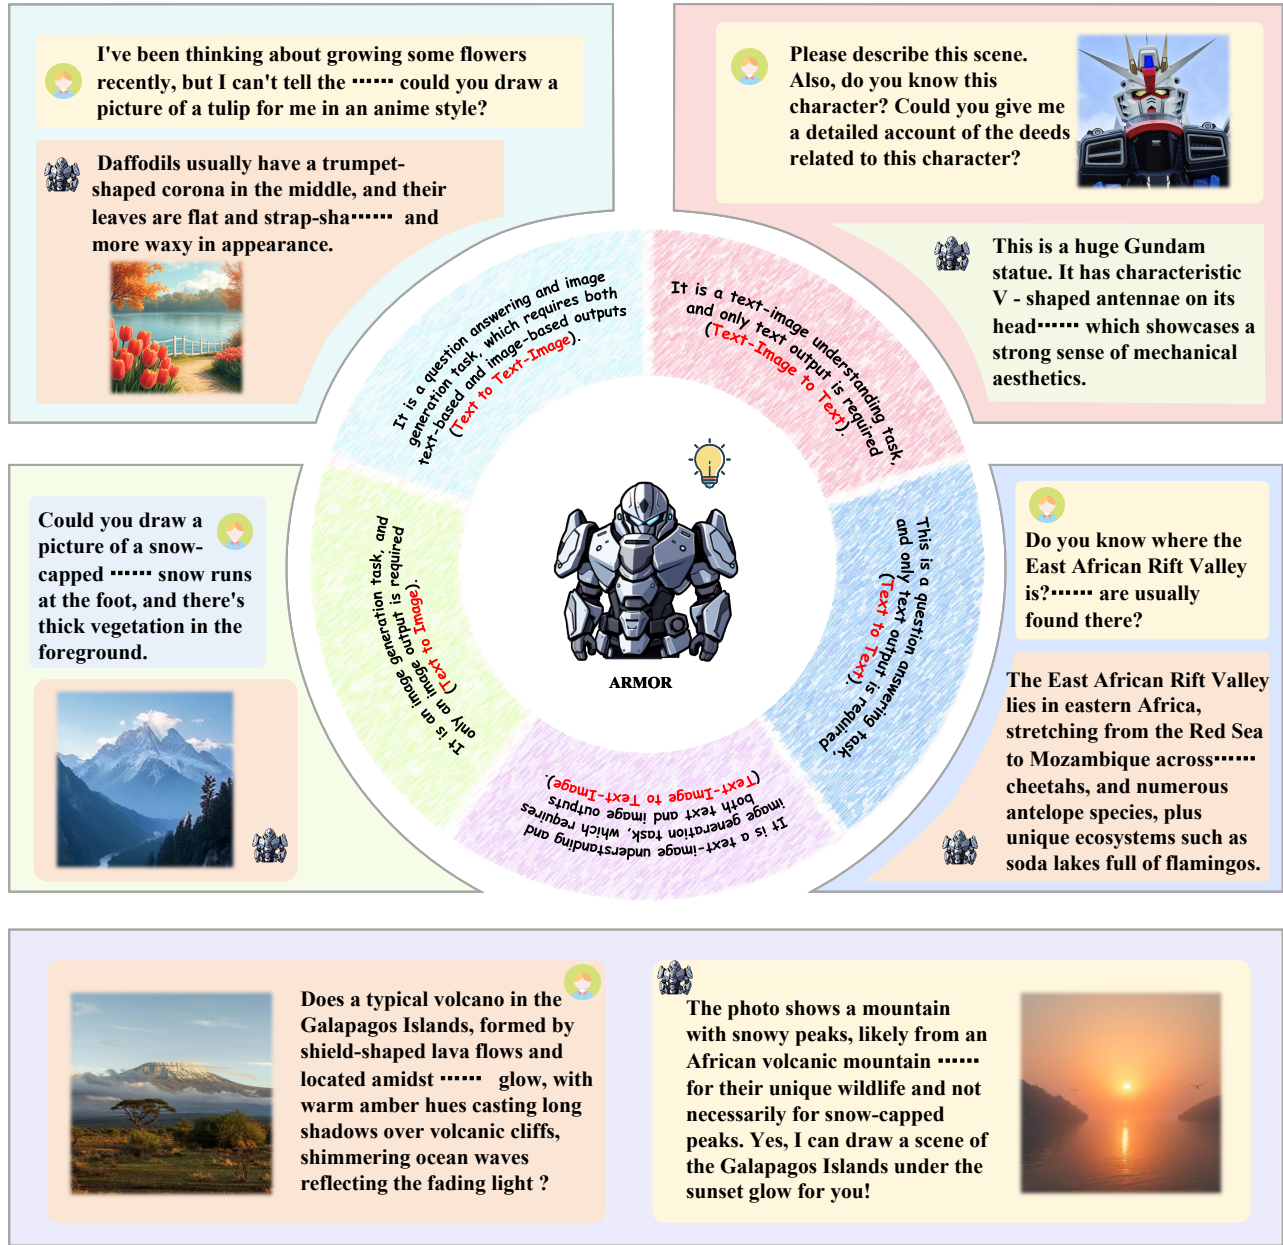 I've been thinking about growing some flowers
recently, but I can't tell the ······ could you draw a
picture of a tulip for me in an anime style?
Daffodils usually have a trumpet-
shaped corona in the middle, and their
leaves are flat and strap-sha······ and
more waxy in appearance.
Please describe this scene.
Also, do you know this
character? Could you give me
a detailed account of the deeds
related to this character?
This is a huge Gundam
statue. It has characteristic
V - shaped antennae on its
head······ which showcases a
strong sense of mechanical
aesthetics.
It is a question answering and image
generation task, which requires both
text-based and image-based outputs
(Text to Text-Image).
It is a text-image understanding task,
and only text output is required
(Text-Image to Text).
This is a question answering task,
and only text output is required
(Text to Text).
It is a text-image understanding and
image generation task, which requires
both text and image outputs
(Text-Image to Text-Image).
It is an image generation task, and
only an image output is required
(Text to Image).
ARMOR
Could you draw a
picture of a snow-
capped ······ snow runs
at the foot, and there's
thick vegetation in the
foreground.
Do you know where the
East African Rift Valley
is?······ are usually
found there?
The East African Rift Valley
lies in eastern Africa,
stretching from the Red Sea
to Mozambique across······
cheetahs, and numerous
antelope species, plus
unique ecosystems such as
soda lakes full of flamingos.
Does a typical volcano in the
Galapagos Islands, formed by
shield-shaped lava flows and
located amidst ······ glow, with
warm amber hues casting long
shadows over volcanic cliffs,
shimmering ocean waves
reflecting the fading light ?
The photo shows a mountain
with snowy peaks, likely from an
African volcanic mountain ······
for their unique wildlife and not
necessarily for snow-capped
peaks. Yes, I can draw a scene of
the Galapagos Islands under the
sunset glow for you!